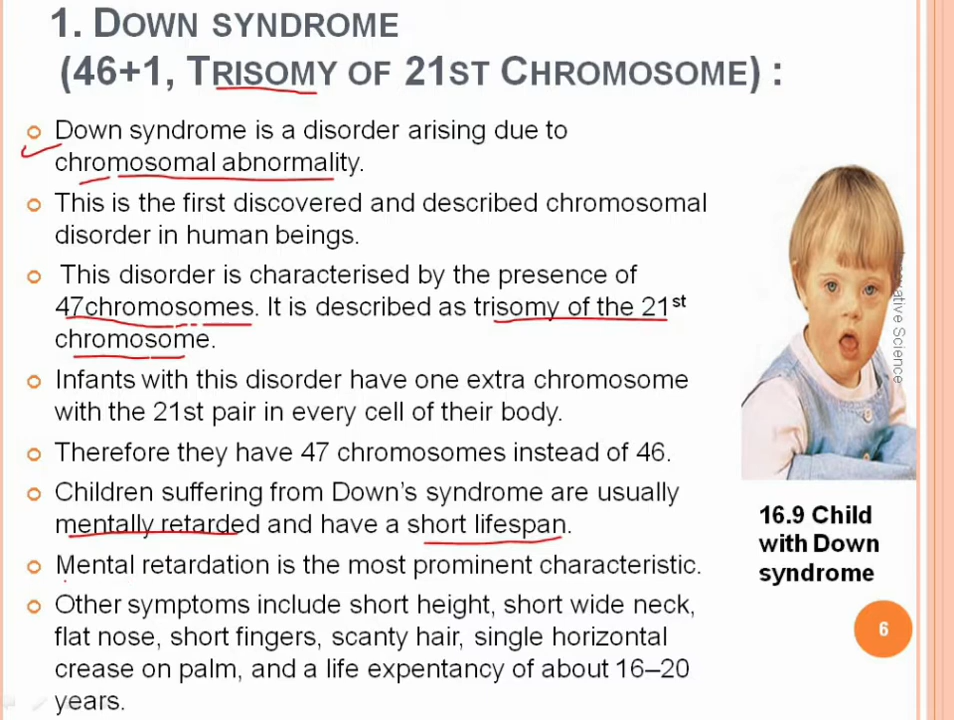 1. DOWN SYNDROME
(46+1, TRISOMY OF 21ST CHROMOSOME) :
Down syndrome is a disorder arising due to
chromosomal abnormality.
This is the first discovered and described chromosomal
disorder in human beings.
This disorder is characterised by the presence of
47chromosomes. It is described as trisomy of the 21st
chromosome.
Infants with this disorder have one extra chromosome
with the 21st pair in every cell of their body.
Therefore they have 47 chromosomes instead of 46.
Children suffering from Down's syndrome are usually
mentally retarded and have a short lifespan.
Mental retardation is the most prominent characteristic.
Other symptoms include short height, short wide neck,
flat nose, short fingers, scanty hair, single horizontal
crease on palm, and a life expentancy of about 16–20
years.
Science
16.9 Child
with Down
syndrome
6